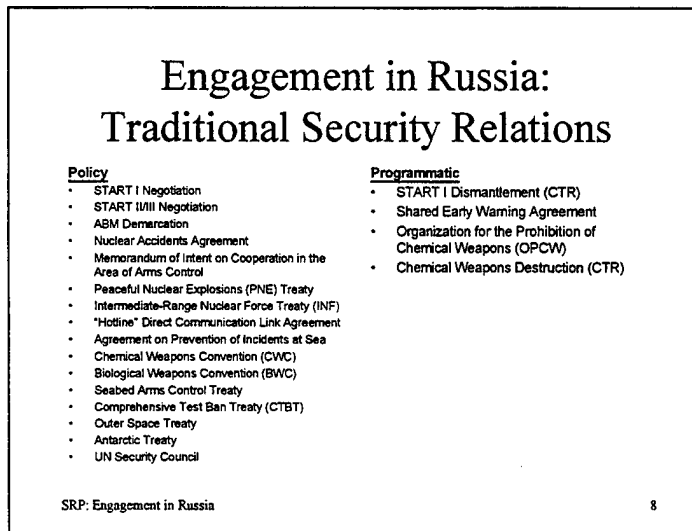 Engagement in Russia:
Traditional Security Relations
Policy
• START I Negotiation
• START II/III Negotiation
• ABM Demarcation
• Nuclear Accidents Agreement
• Memorandum of Intent on Cooperation in the
Area of Arms Control
• Peaceful Nuclear Explosions (PNE) Treaty
• Intermediate-Range Nuclear Force Treaty (INF)
• "Hotline" Direct Communication Link Agreement
• Agreement on Prevention of Incidents at Sea
• Chemical Weapons Convention (CWC)
• Biological Weapons Convention (BWC)
• Seabed Arms Control Treaty
• Comprehensive Test Ban Treaty (CTBT)
• Outer Space Treaty
• Antarctic Treaty
• UN Security Council
Programmatic
• START I Dismantlement (CTR)
• Shared Early Warning Agreement
• Organization for the Prohibition of
Chemical Weapons (OPCW)
• Chemical Weapons Destruction (CTR)
SRP: Engagement in Russia
8